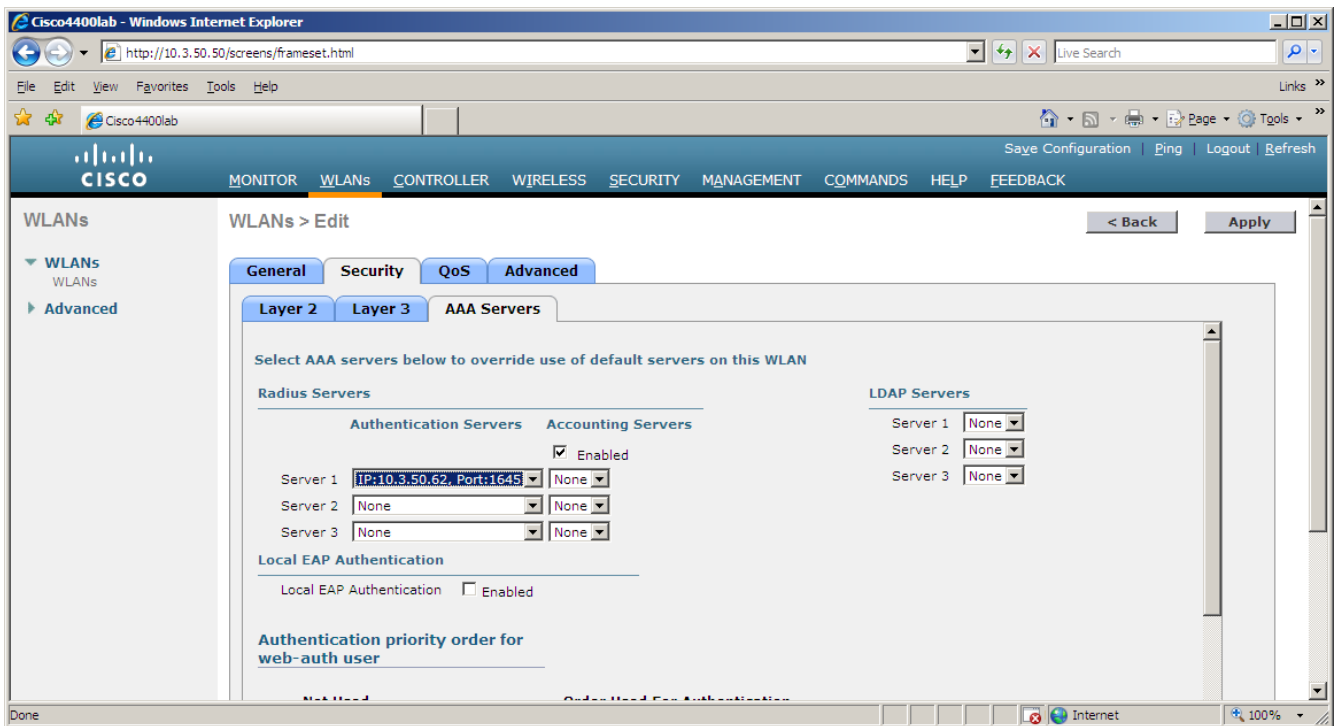 Cisco4400lab - Windows Internet Explorer
http://10.3.50.50/screens/frameset.html
Live Search
File Edit View Favorites Tools Help
Links »
Cisco4400lab
Page Tools »
Save Configuration | Ping | Logout | Refresh
CISCO
MONITOR WLANs CONTROLLER WIRELESS SECURITY MANAGEMENT COMMANDS HELP FEEDBACK
WLANs
WLANs > Edit
< Back
Apply
WLANs
WLANs
Advanced
General Security QoS Advanced
Layer 2 Layer 3 AAA Servers
Select AAA servers below to override use of default servers on this WLAN
Radius Servers
LDAP Servers
Authentication Servers Accounting Servers
Enabled
Server 1 IP:10.3.50.62, Port:1645 None
Server 2 None None
Server 3 None None
Server 1 None
Server 2 None
Server 3 None
Local EAP Authentication
Local EAP Authentication Enabled
Authentication priority order for
web-auth user
Not Used Order Used For Authentication
Done
Internet
100%